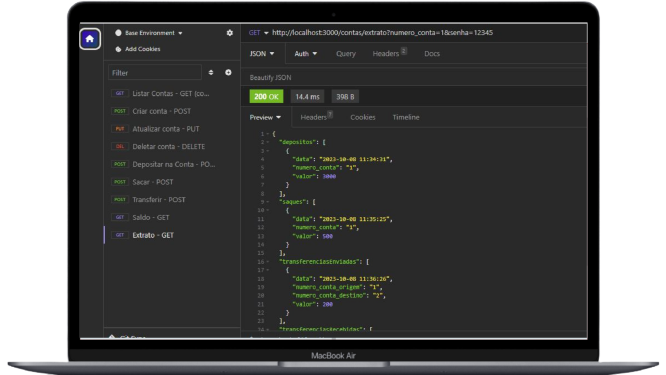 Base Environment
Add Cookies
Filter
GET Listar Contas - GET (co...
POST Criar conta - POST
PUT Atualizar conta - PUT
DEL Deletar conta - DELETE
POST Depositar na Conta - PO...
POST Sacar - POST
POST Transferir - POST
GET Saldo - GET
GET Extrato - GET
GET http://localhost:3000/contas/extrato?numero_conta=1&senha=12345
JSON Auth Query Headers Docs
Beautify JSON
200 OK 14.4 ms 398 B
Preview Headers Cookies Timeline
1 {
2 "depositos": [
3 {
4 "data": "2023-10-08 11:34:31",
5 "numero_conta": "1",
6 "valor": 3000
7 }
8 ],
9 "saques": [
10 {
11 "data": "2023-10-08 11:35:25",
12 "numero_conta": "1",
13 "valor": 500
14 }
15 ],
16 "transferenciasEnviadas": [
17 {
18 "data": "2023-10-08 11:36:26",
19 "numero_conta_origem": "1",
20 "numero_conta_destino": "2",
21 "valor": 200
22 }
23 ],
MacBook Air